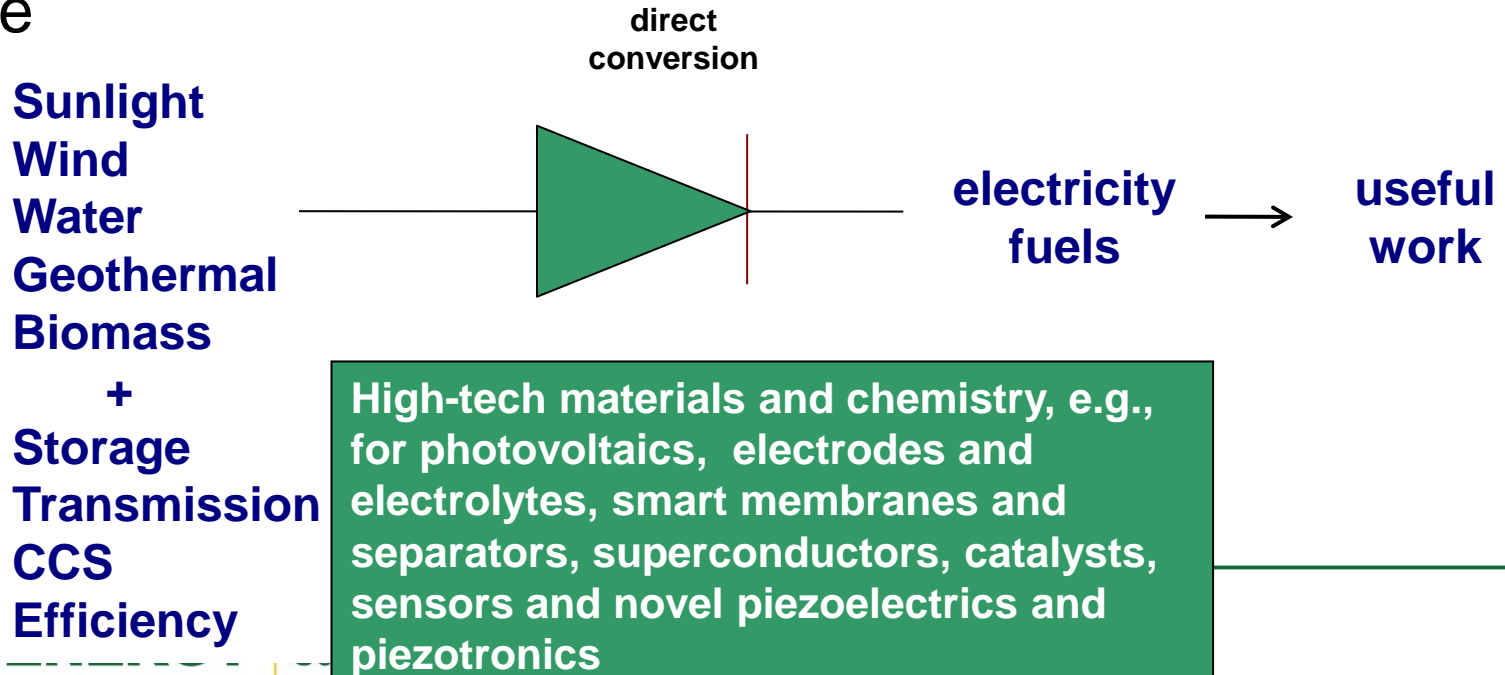 e
direct
conversion
Sunlight
Wind
Water
Geothermal
Biomass
+
Storage
Transmission
CCS
Efficiency
electricity
fuels
useful
work
High-tech materials and chemistry, e.g.,
for photovoltaics, electrodes and
electrolytes, smart membranes and
separators, superconductors, catalysts,
sensors and novel piezoelectrics and
piezotronics